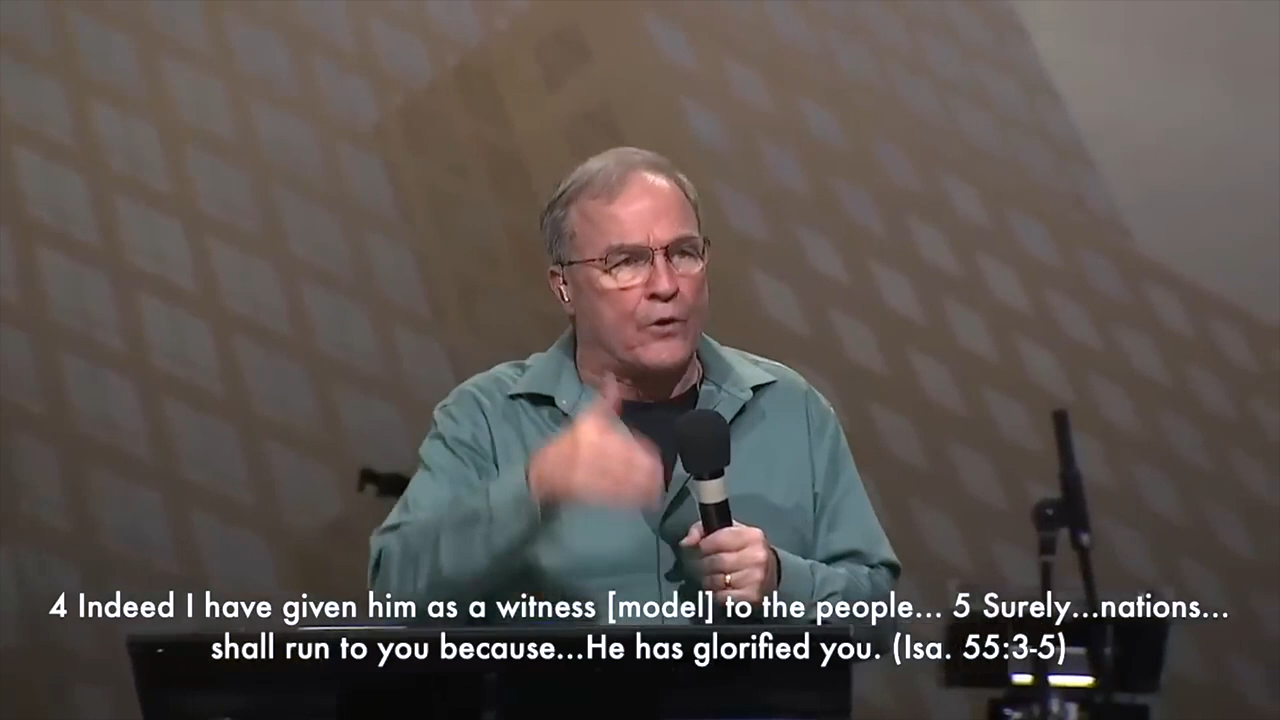 4 Indeed I have given him as a witness [model] to the people... 5 Surely...nations...
shall run to you because...He has glorified you. (Isa. 55:3-5)